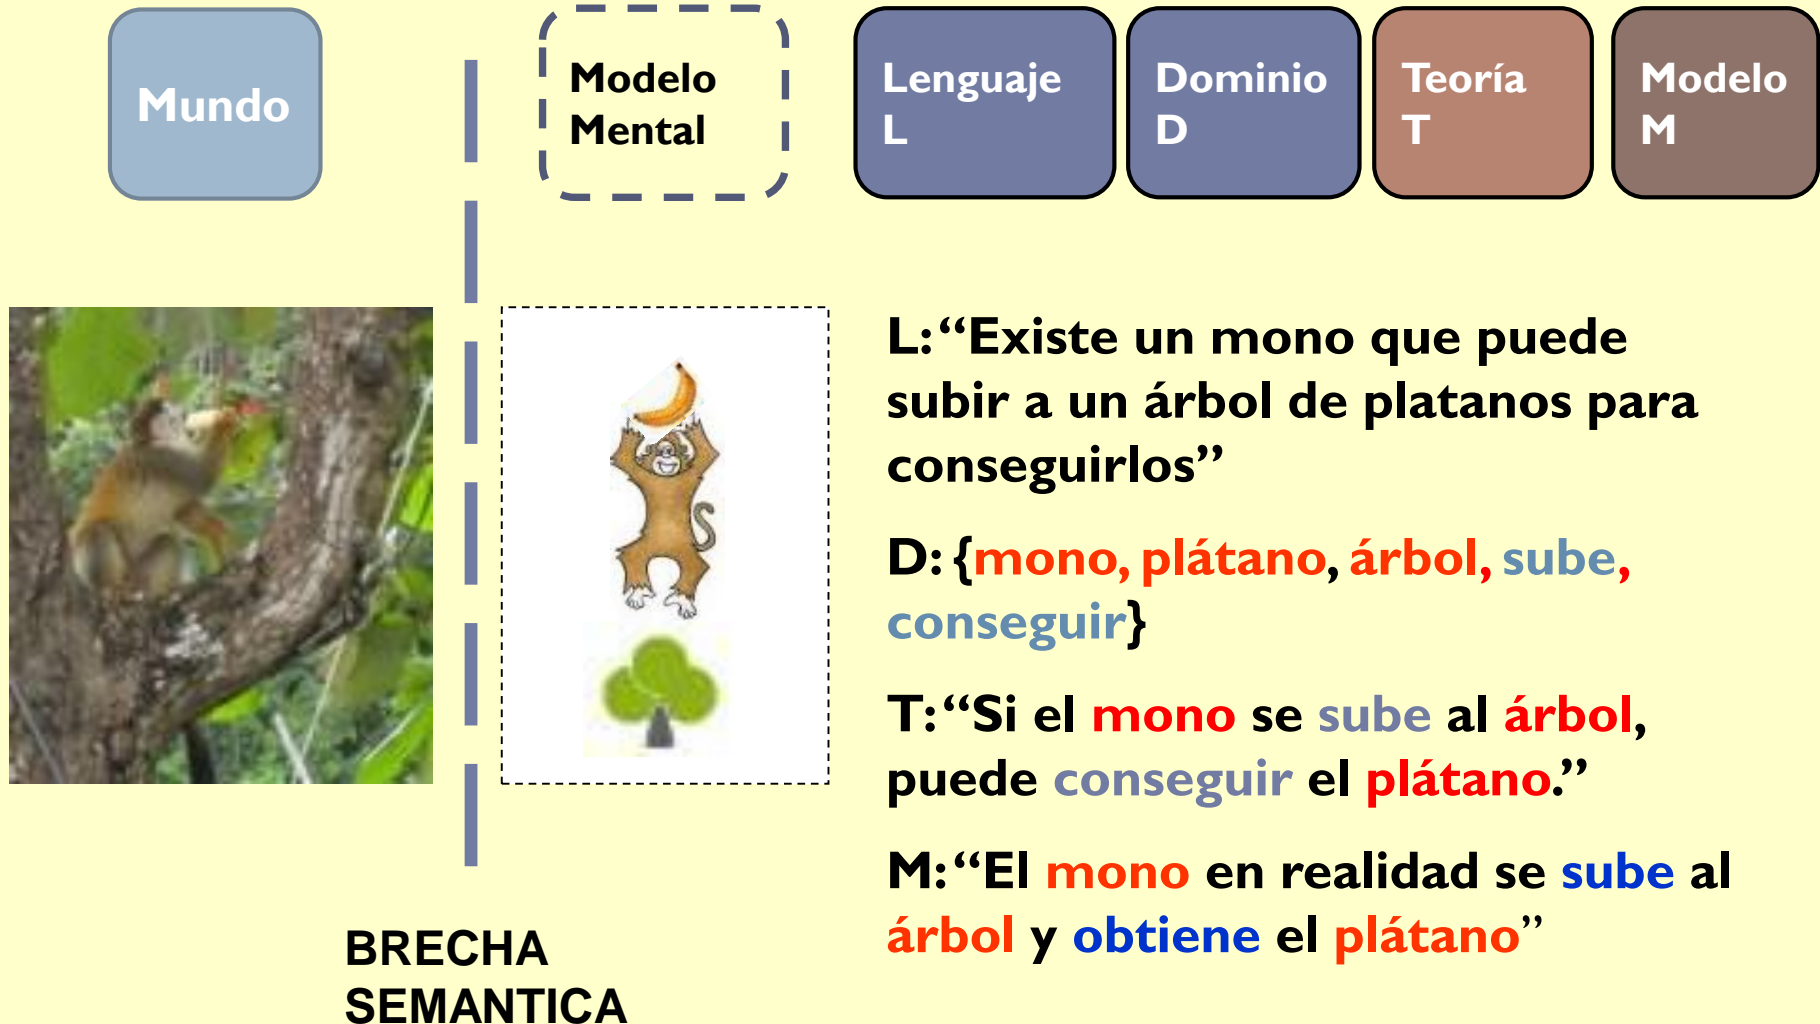 Mundo
Modelo
Mental
Lenguaje
L
Dominio
D
Teoría
T
Modelo
M
L: “Existe un mono que puede
subir a un árbol de platanos para
conseguirlos”
D: {mono, plátano, árbol, sube,
conseguir}
T: “Si el mono se sube al árbol,
puede conseguir el plátano.”
M: “El mono en realidad se sube al
árbol y obtiene el plátano”
BRECHA
SEMANTICA